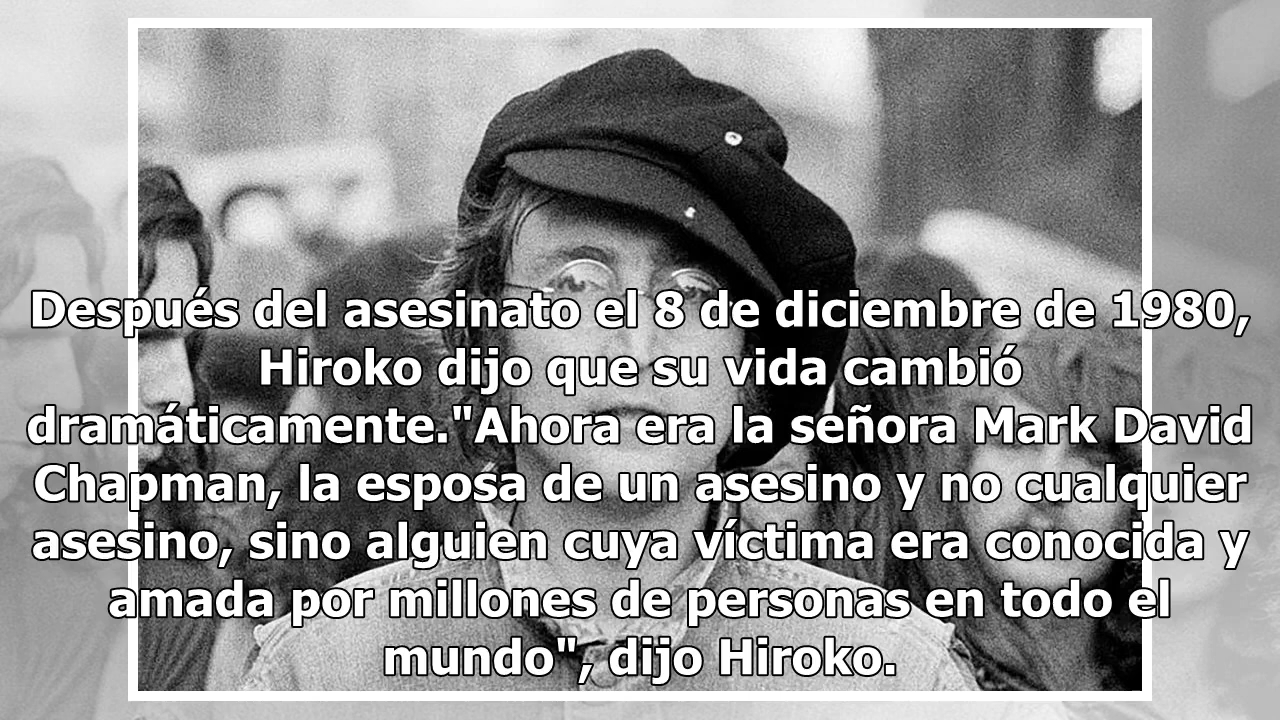 Después del asesinato el 8 de diciembre de 1980,
Hiroko dijo que su vida cambió
dramáticamente."Ahora era la señora Mark David
Chapman, la esposa de un asesino y no cualquier
asesino, sino alguien cuya víctima era conocida y
amada por millones de personas en todo el
mundo", dijo Hiroko.